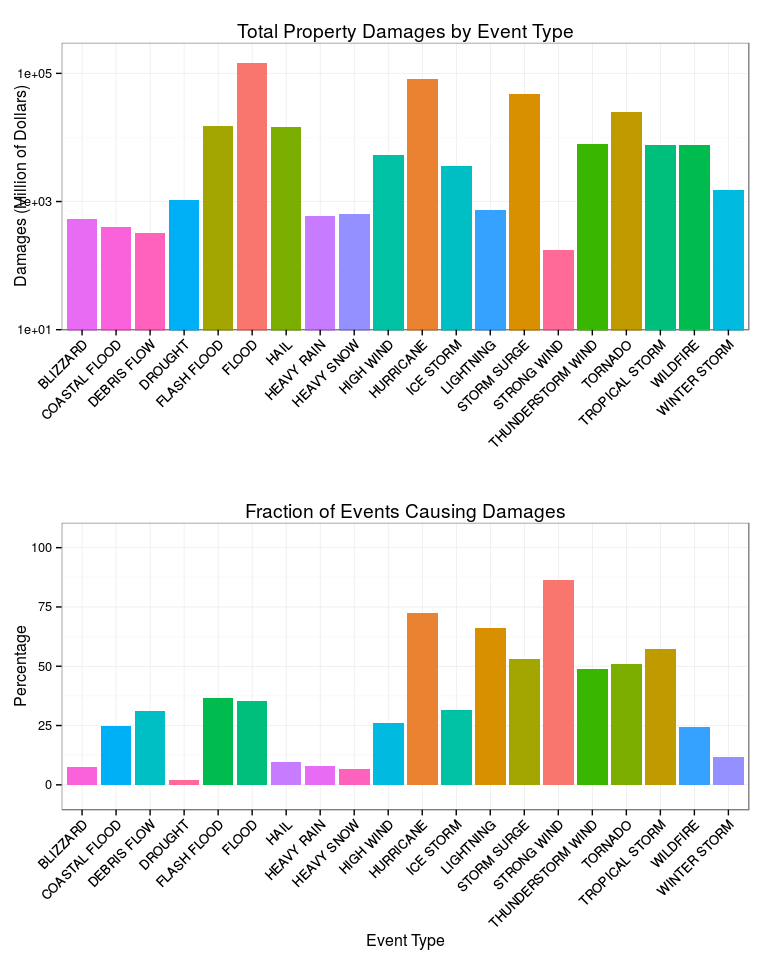 Total Property Damages by Event Type
Damages (Million of Dollars)
1e+05
1e+03
1e+01
BLIZZARD
COASTAL FLOOD
DEBRIS FLOW
DROUGHT
FLASH FLOOD
FLOOD
HAIL
HEAVY RAIN
HEAVY SNOW
HIGH WIND
HURRICANE
ICE STORM
LIGHTNING
STORM SURGE
STRONG WIND
THUNDERSTORM WIND
TORNADO
TROPICAL STORM
WILDFIRE
WINTER STORM
Fraction of Events Causing Damages
Percentage
100
75
50
25
0
BLIZZARD
COASTAL FLOOD
DEBRIS FLOW
DROUGHT
FLASH FLOOD
FLOOD
HAIL
HEAVY RAIN
HEAVY SNOW
HIGH WIND
HURRICANE
ICE STORM
LIGHTNING
STORM SURGE
STRONG WIND
THUNDERSTORM WIND
TORNADO
TROPICAL STORM
WILDFIRE
WINTER STORM
Event Type